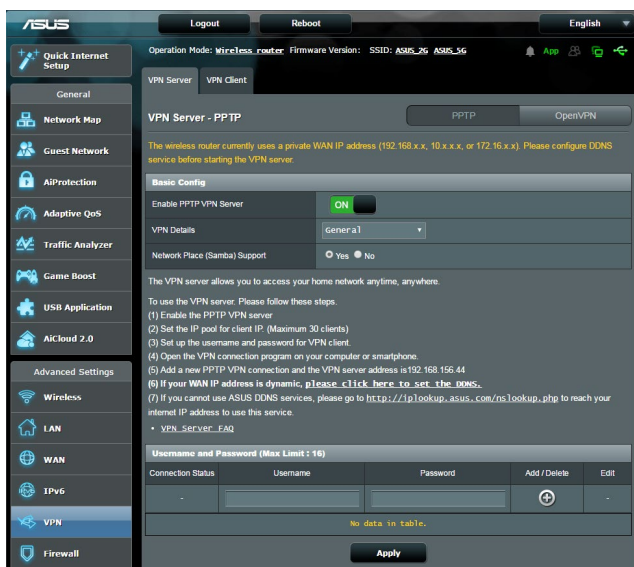 ASUS
Logout
Reboot
English
Quick Internet
Setup
General
Network Map
Guest Network
AiProtection
Adaptive QoS
Traffic Analyzer
Game Boost
USB Application
AiCloud 2.0
Advanced Settings
Wireless
LAN
WAN
IPv6
VPN
Firewall
Operation Mode: Wireless router Firmware Version: SSID: ASUS_2G ASUS_5G
App
VPN Server VPN Client
VPN Server - PPTP
PPTP OpenVPN
The wireless router currently uses a private WAN IP address (192.168.x.x, 10.x.x.x, or 172.16.x.x). Please configure DDNS
service before starting the VPN server.
Basic Config
Enable PPTP VPN Server ON
VPN Details General
Network Place (Samba) Support Yes No
The VPN server allows you to access your home network anytime, anywhere.
To use the VPN server. Please follow these steps.
(1) Enable the PPTP VPN server
(2) Set the IP pool for client IP. (Maximum 30 clients)
(3) Set up the username and password for VPN client.
(4) Open the VPN connection program on your computer or smartphone.
(5) Add a new PPTP VPN connection and the VPN server address is192.168.156.44
(6) If your WAN IP address is dynamic, please click here to set the DDNS.
(7) If you cannot use ASUS DDNS services, please go to http://iplookup.asus.com/nslookup.php to reach your
internet IP address to use this service.
• VPN Server FAQ
Username and Password (Max Limit : 16)
Connection Status Username Password Add / Delete Edit
- -
No data in table.
Apply